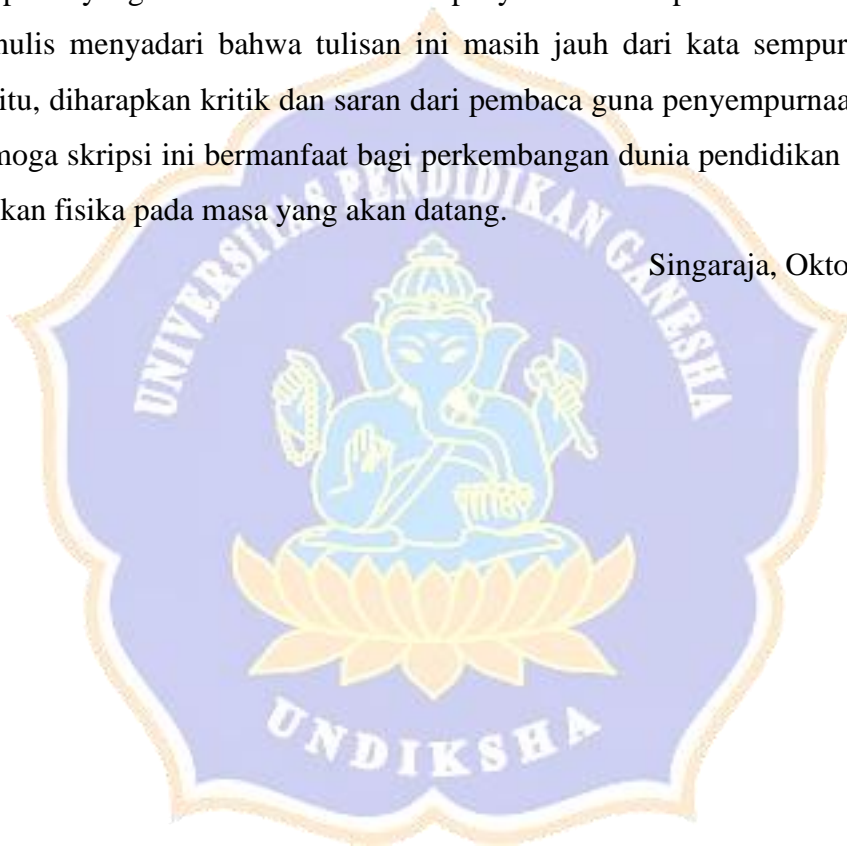 nulis menyadari bahwa tulisan ini masih jauh dari kata sempur
itu, diharapkan kritik dan saran dari pembaca guna penyempurnaa
moga skripsi ini bermanfaat bagi perkembangan dunia pendidikan
kan fisika pada masa yang akan datang.
Singaraja, Okto
UNIVERSITAS PENDIDIKAN GANESHA
UNDIKSHA